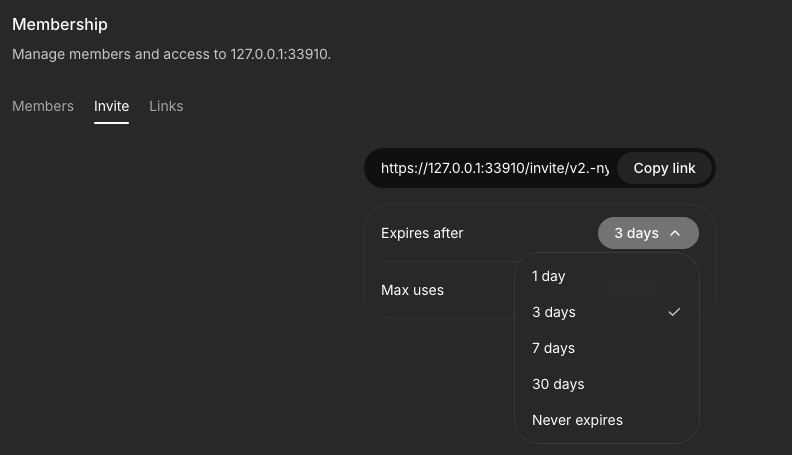 Membership
Manage members and access to 127.0.0.1:33910.
Members Invite Links
https://127.0.0.1:33910/invite/v2.-ny Copy link
Expires after 3 days
Max uses
1 day
3 days
7 days
30 days
Never expires